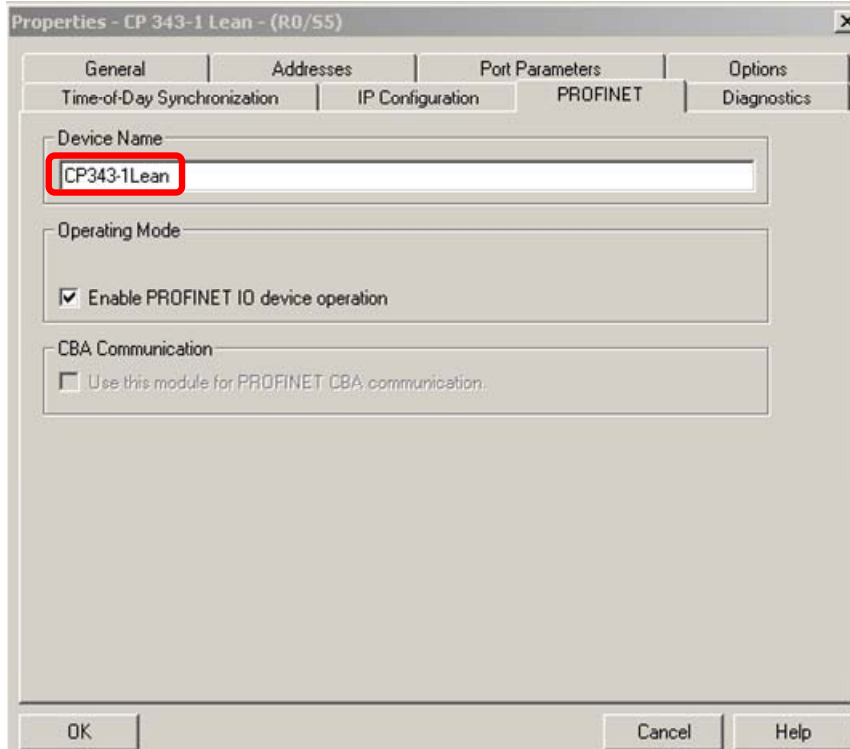 Properties - CP 343-1 Lean - (R0/S5)
General Addresses Port Parameters Options
Time-of-Day Synchronization IP Configuration PROFINET Diagnostics
Device Name
CP343-1Lean
Operating Mode
Enable PROFINET IO device operation
CBA Communication
Use this module for PROFINET CBA communication.
OK Cancel Help